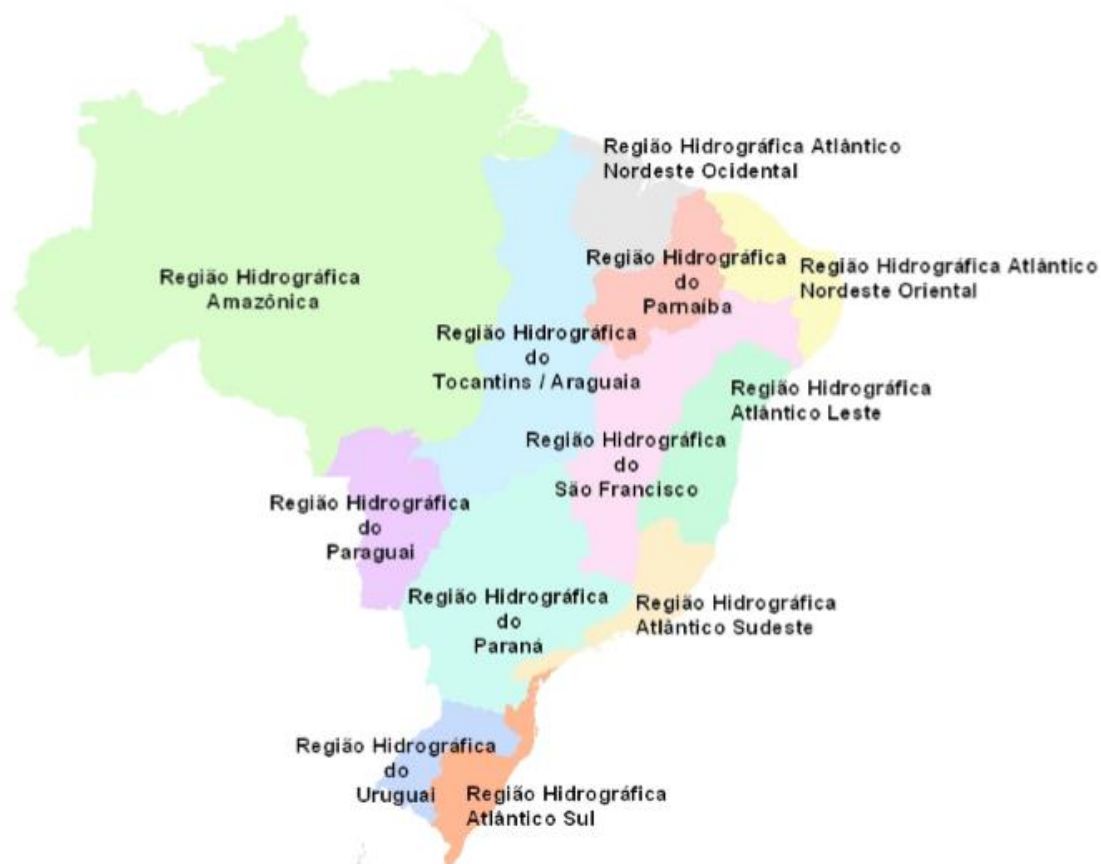 Região Hidrográfica Atlântico
Nordeste Ocidental
Região Hidrográfica
do
Parnaíba
Região Hidrográfica Atlântico
Nordeste Oriental
Região Hidrográfica
Amazônica
Região Hidrográfica
do
Tocantins / Araguaia
Região Hidrográfica
Atlântico Leste
Região Hidrográfica
do
São Francisco
Região Hidrográfica
do
Paraguai
Região Hidrográfica
do
Paraná
Região Hidrográfica
Atlântico Sudeste
Região Hidrográfica
do
Uruguai
Região Hidrográfica
Atlântico Sul